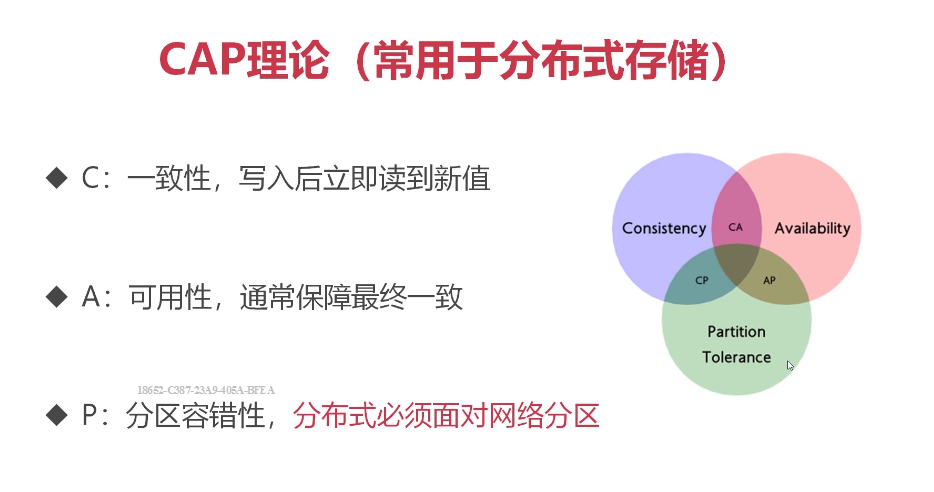 CAP理论（常用于分布式存储）
◆ C：一致性，写入后立即读到新值
◆ A：可用性，通常保障最终一致
18652-C387-23A9-405A-BFEA
◆ P：分区容错性，分布式必须面对网络分区
Consistency
CA
Availability
CP
AP
Partition
Tolerance